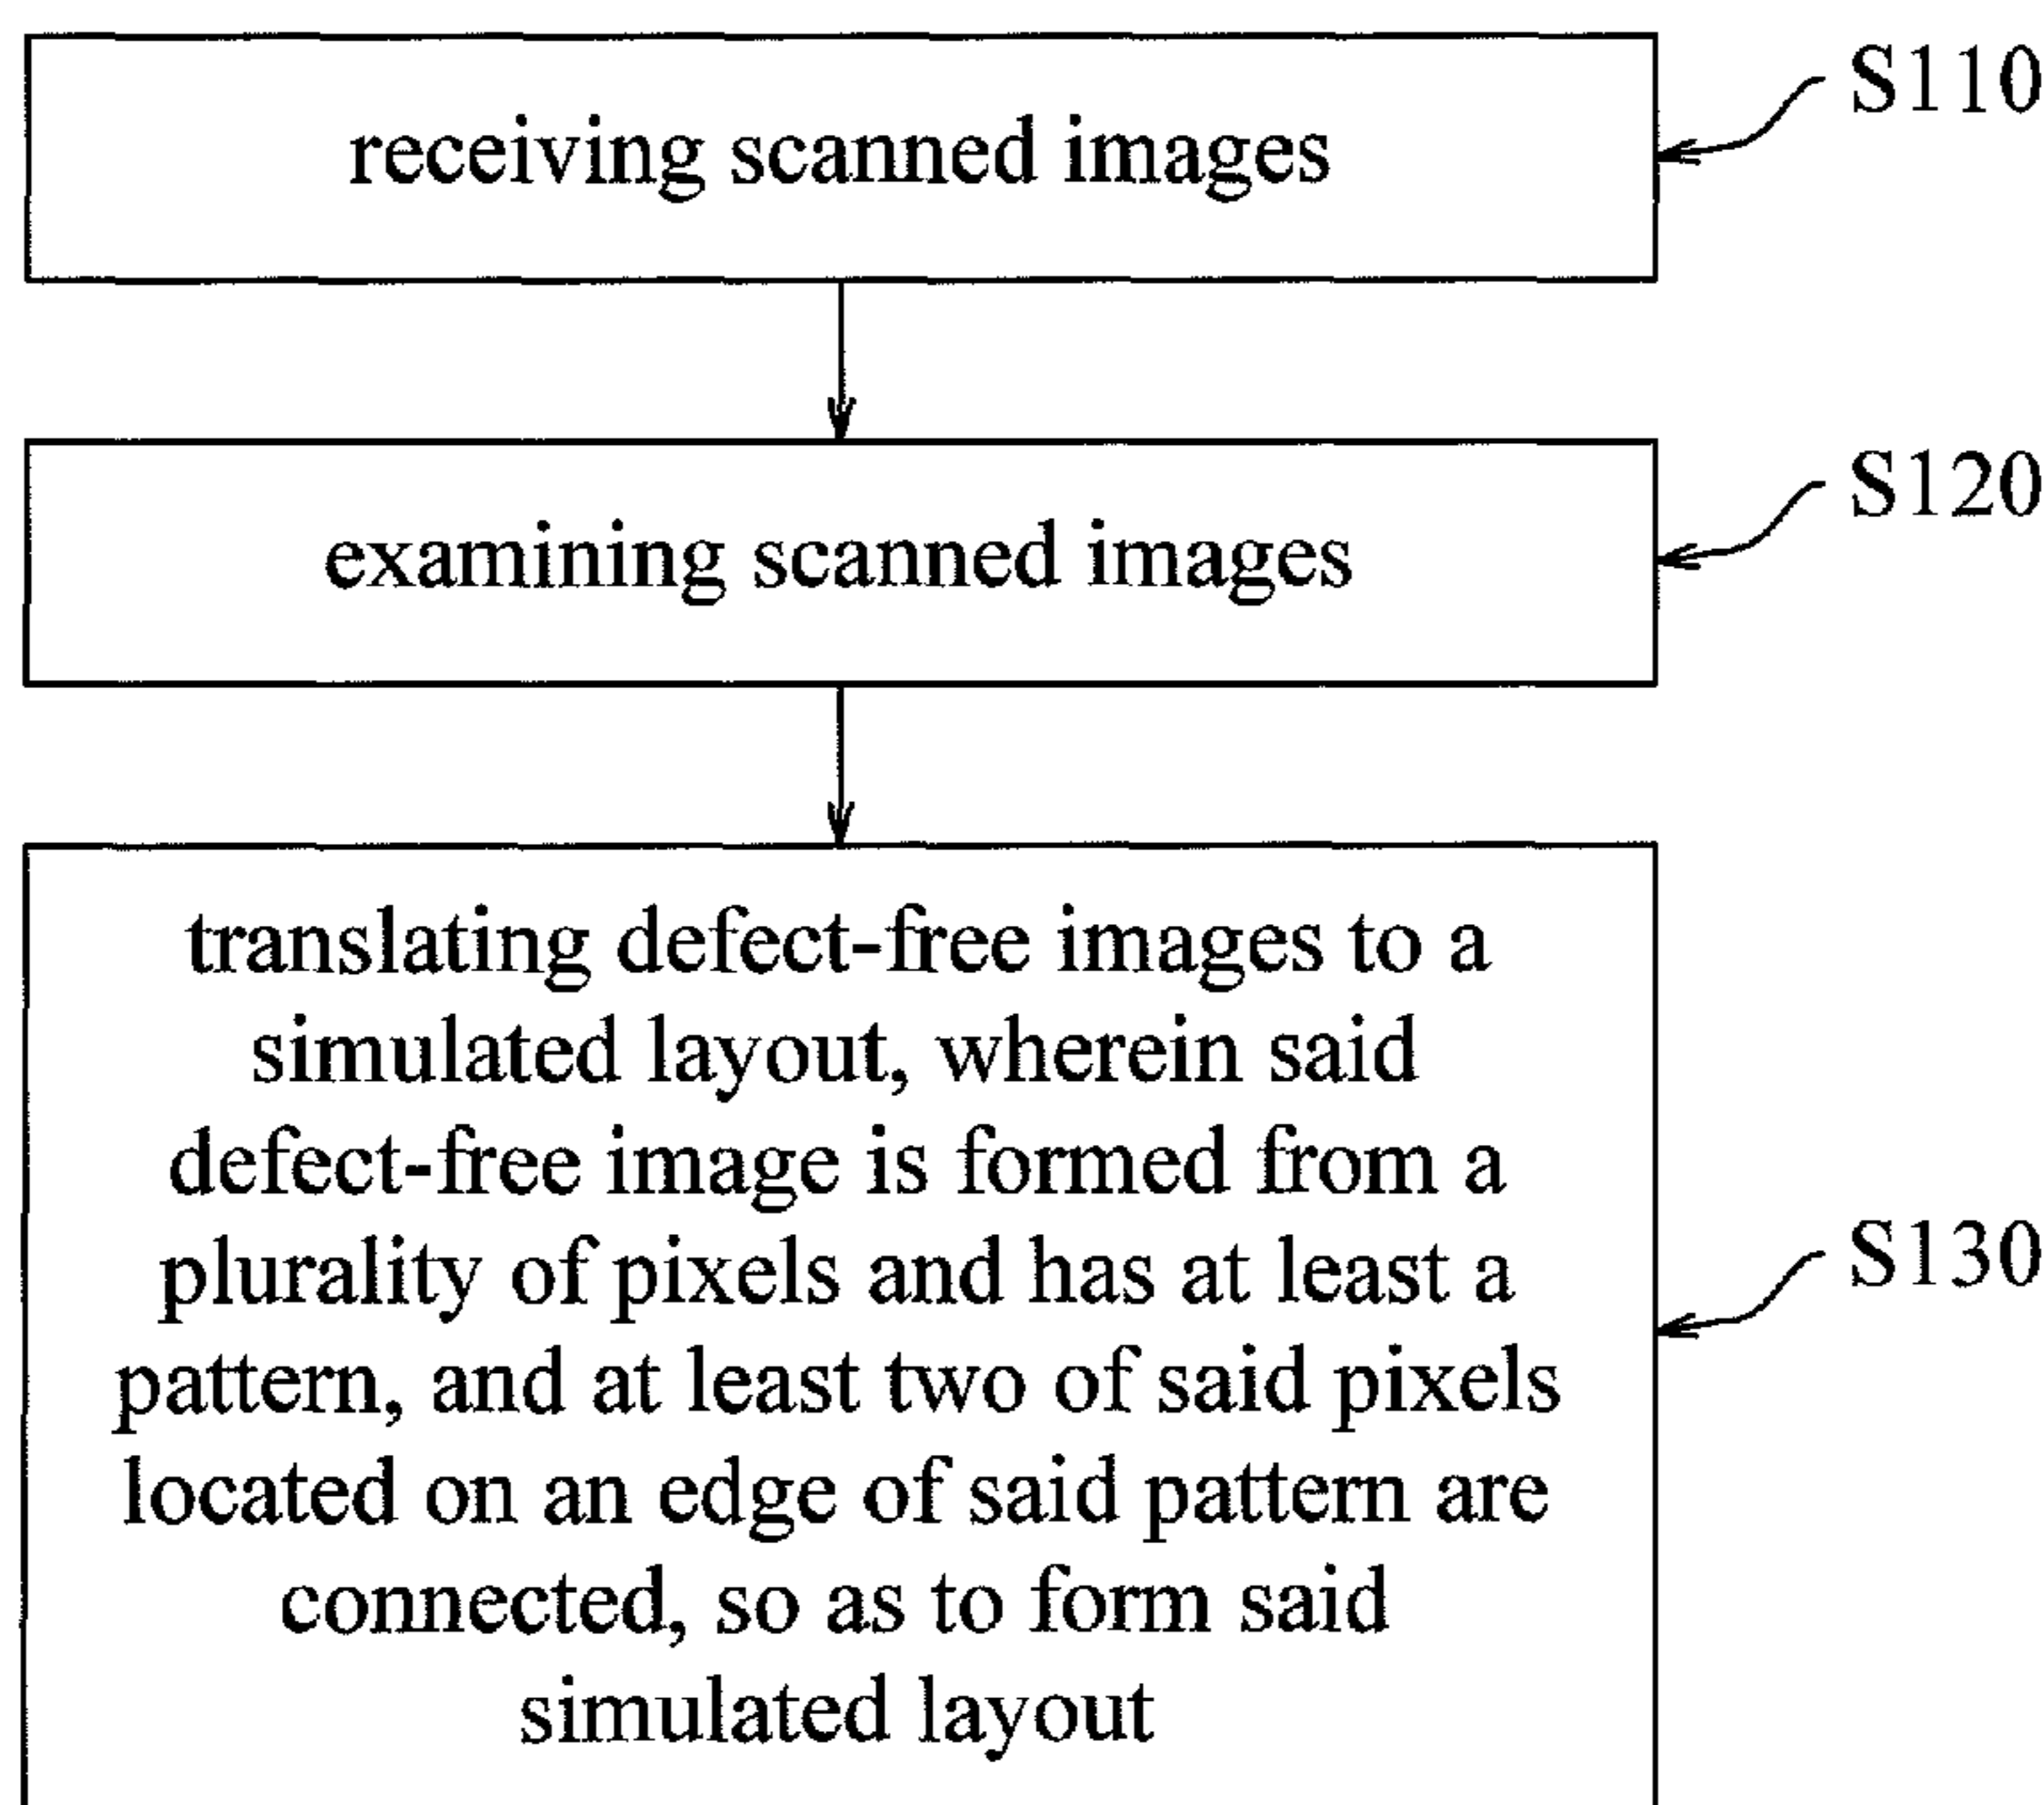 receiving scanned images
S110
examining scanned images
S120
translating defect-free images to a
simulated layout, wherein said
defect-free image is formed from a
plurality of pixels and has at least a
pattern, and at least two of said pixels
located on an edge of said pattern are
connected, so as to form said
simulated layout
S130